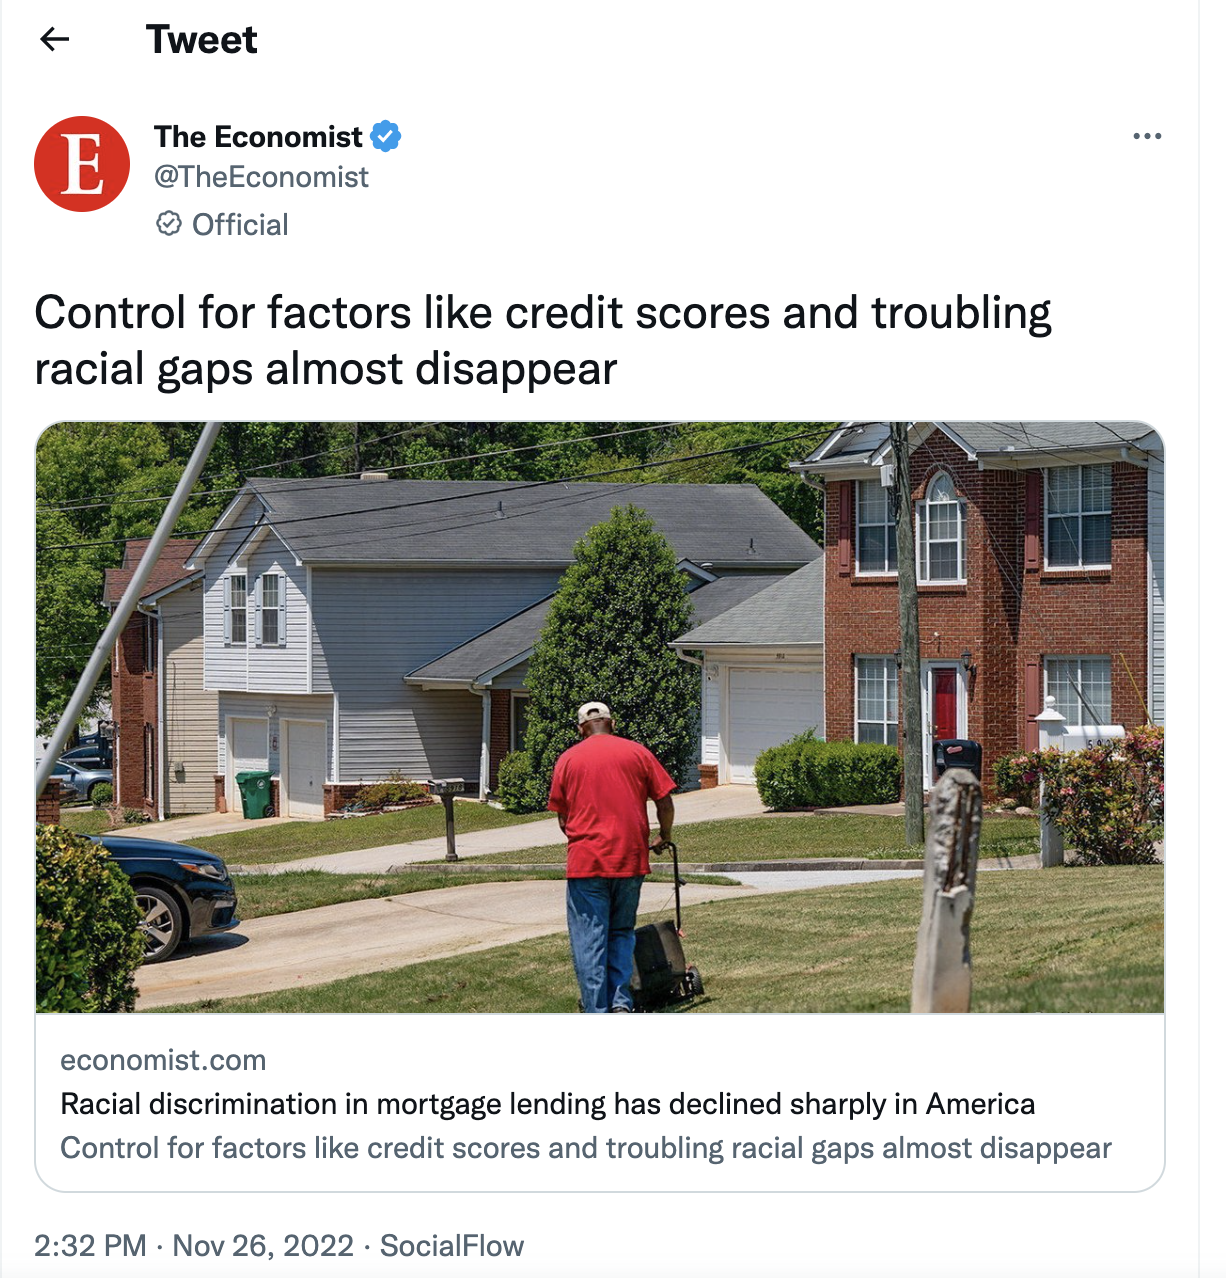 Tweet
E
The Economist
@TheEconomist
Official
Control for factors like credit scores and troubling
racial gaps almost disappear
economist.com
Racial discrimination in mortgage lending has declined sharply in America
Control for factors like credit scores and troubling racial gaps almost disappear
2:32 PM · Nov 26, 2022 · SocialFlow